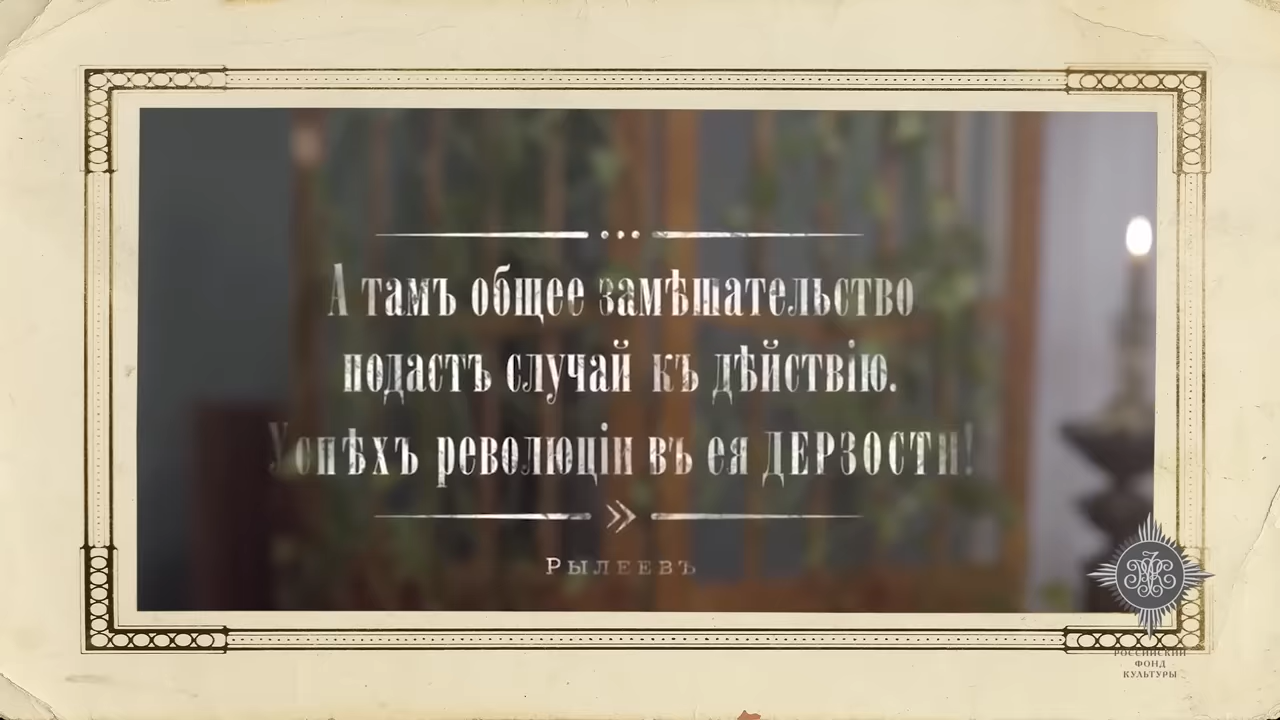 А тамъ общее замѣшательство
подастъ случай къ дѣйствію.
Успѣхъ революціи въ ея ДЕРЗОСТИ!
»
Рылеевъ
РОССИЙСКИЙ
ФОНД
КУЛЬТУРЫ